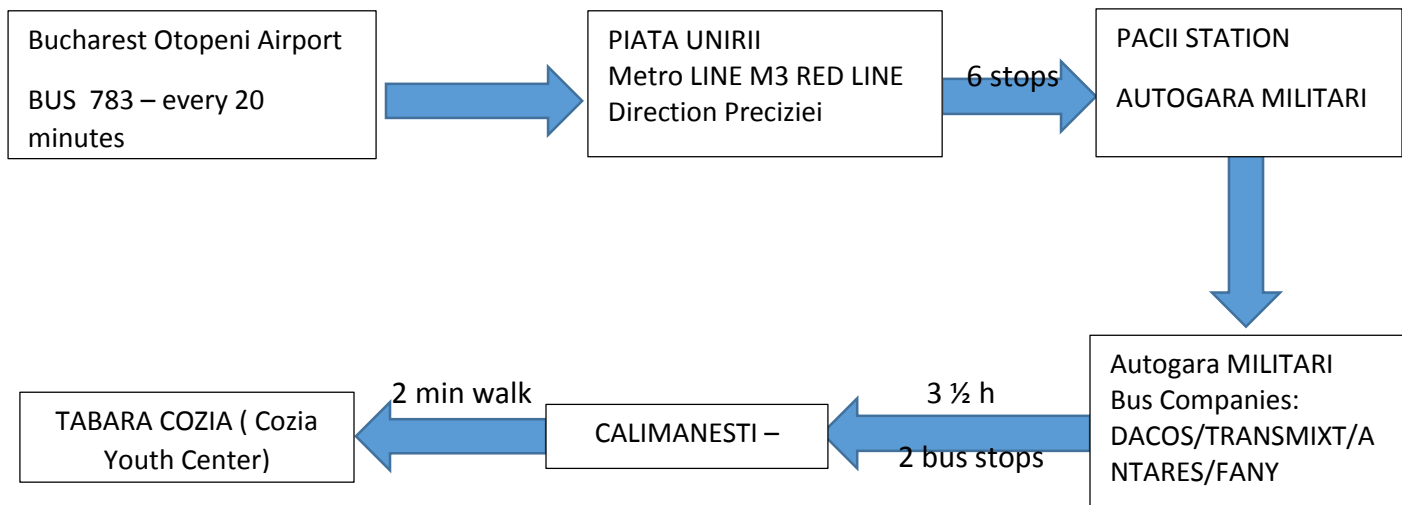 Bucharest Otopeni Airport
BUS 783 – every 20
minutes
PIATA UNIRII
Metro LINE M3 RED LINE
Direction Preciziei
6 stops
PACII STATION
AUTOGARA MILITARI
Autogara MILITARI
Bus Companies:
DACOS/TRANSMIXT/A
NTARES/FANY
3 ½ h
2 bus stops
CALIMANESTI –
2 min walk
TABARA COZIA ( Cozia
Youth Center)